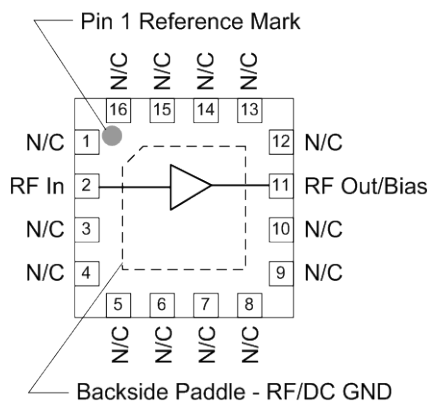 Pin 1 Reference Mark
N/C N/C N/C N/C
16 15 14 13
N/C 1 12 N/C
RF In 2 11 RF Out/Bias
N/C 3 10 N/C
N/C 4 9 N/C
5 6 7 8
N/C N/C N/C N/C
Backside Paddle - RF/DC GND